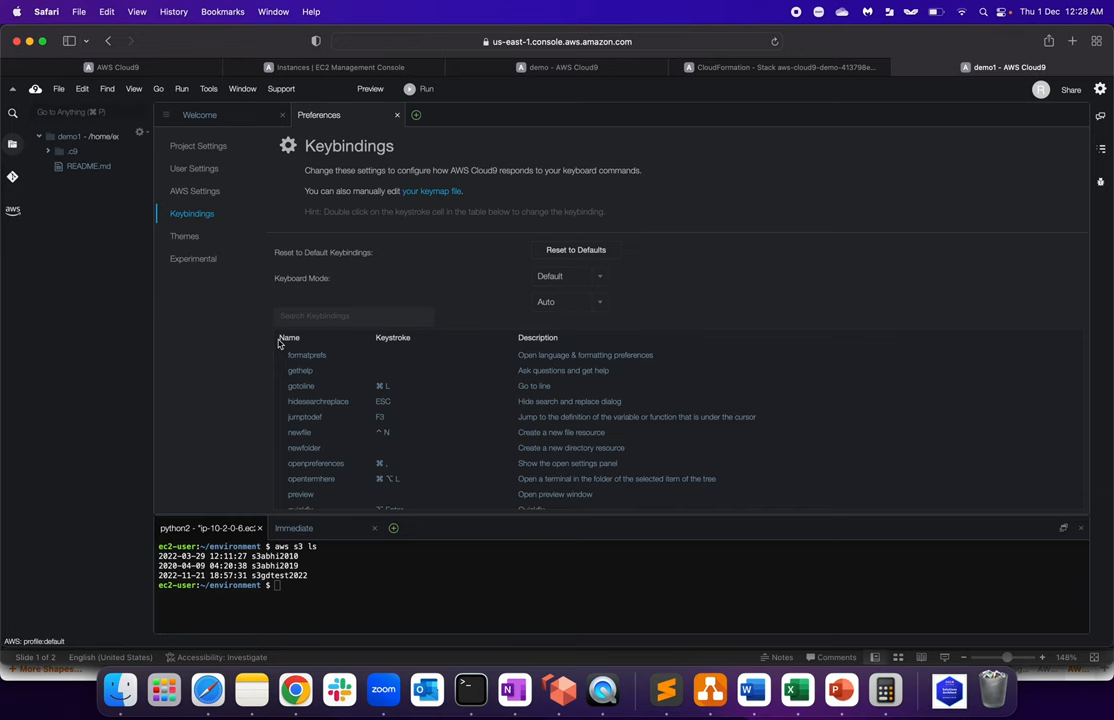 Safari File Edit View History Bookmarks Window Help Thu 1 Dec 12:28 AM
us-east-1.console.aws.amazon.com
AWS Cloud9 Instances | EC2 Management Console demo - AWS Cloud9 CloudFormation - Stack aws-cloud9-demo-413798e... demo1 - AWS Cloud9
File Edit Find View Go Run Tools Window Support Preview Run R Share
Go to Anything (⌘ P) Welcome Preferences
demo1 - /home/ec
.c9
README.md
aws
Project Settings
User Settings
AWS Settings
Keybindings
Themes
Experimental
Keybindings
Change these settings to configure how AWS Cloud9 responds to your keyboard commands.
You can also manually edit your keymap file.
Hint: Double click on the keystroke cell in the table below to change the keybinding.
Reset to Default Keybindings: Reset to Defaults
Keyboard Mode: Default
Auto
Search Keybindings
Name Keystroke Description
formatprefs Open language & formatting preferences
gethelp Ask questions and get help
gotoline ⌘ L Go to line
hidesearchreplace ESC Hide search and replace dialog
jumptodef F3 Jump to the definition of the variable or function that is under the cursor
newfile ^ N Create a new file resource
newfolder Create a new directory resource
openpreferences ⌘ , Show the open settings panel
opentermhere ⌘ ⌥ L Open a terminal in the folder of the selected item of the tree
preview Open preview window
python2 - "ip-10-2-0-6.ec2 Immediate
ec2-user:~/environment $ aws s3 ls
2022-03-29 12:11:27 s3abhi2010
2020-04-09 04:20:38 s3abhi2019
2022-11-21 18:57:31 s3gdtest2022
ec2-user:~/environment $
AWS: profile:default
Slide 1 of 2 English (United States) Accessibility: Investigate Notes Comments 148%
+ More Shapes...
zoom